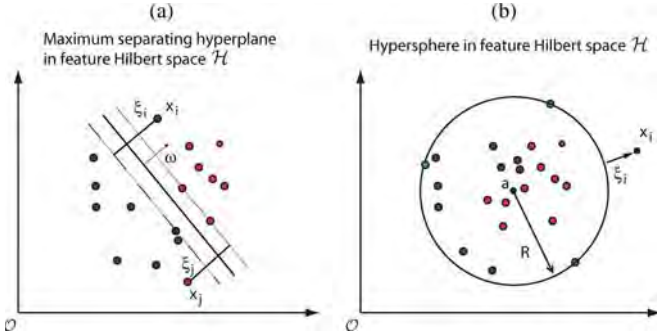 (a)
Maximum separating hyperplane
in feature Hilbert space ℋ
ξi
xi
ω
ξj
xj
𝒪
(b)
Hypersphere in feature Hilbert space ℋ
xi
ξi
a
R
𝒪